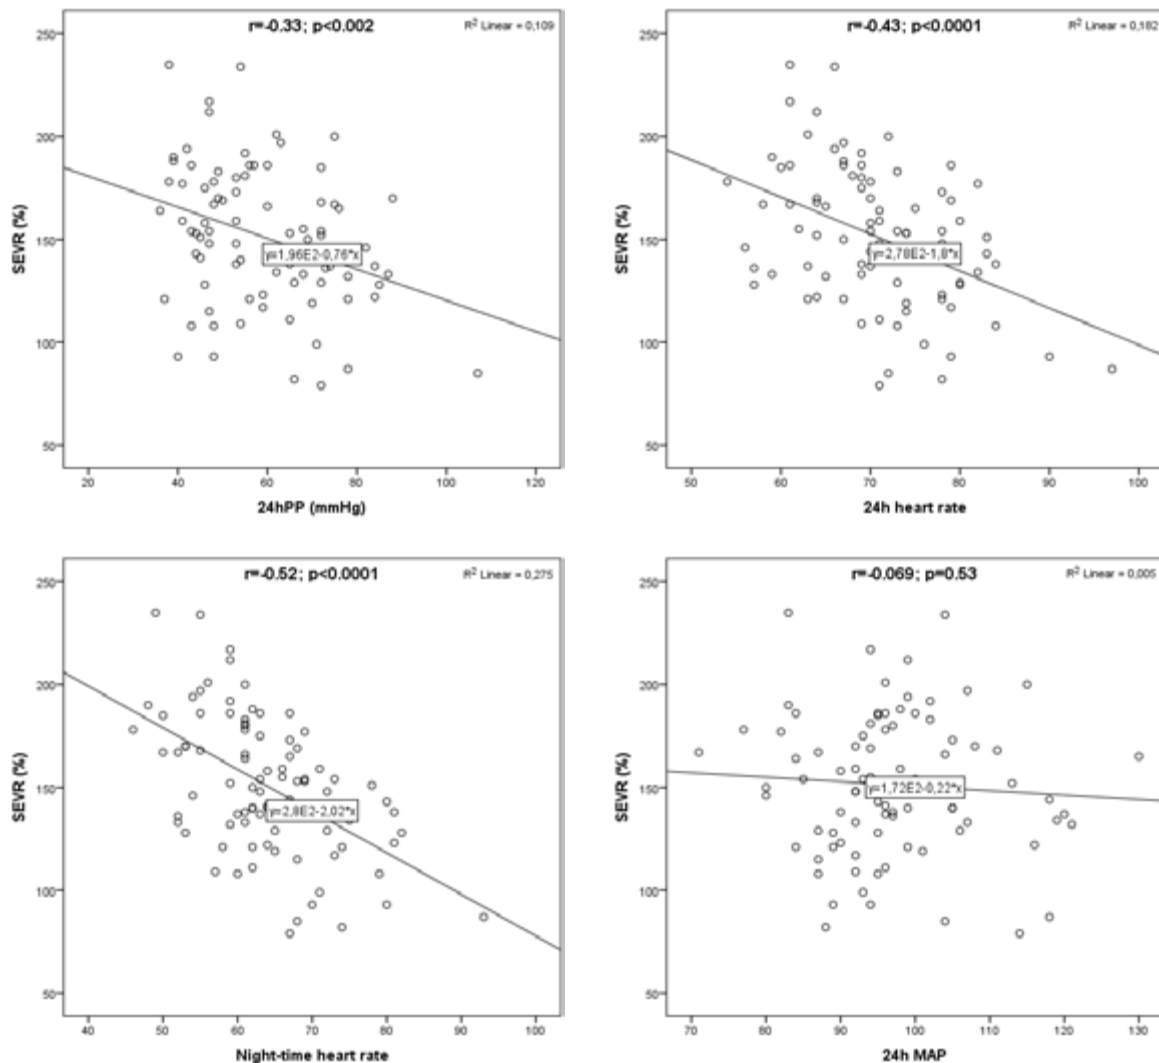 r=-0.33; p<0.002
R² Linear = 0,109
250
200
150
100
50
SEVR (%)
y=1,96E2-0,76*x
20 40 60 80 100 120
24hPP (mmHg)
r=-0.43; p<0.0001
R² Linear = 0,182
250
200
150
100
50
SEVR (%)
y=2,78E2-1,8*x
50 60 70 80 90 100
24h heart rate
r=-0.52; p<0.0001
R² Linear = 0,275
250
200
150
100
50
SEVR (%)
y=2,8E2-2,02*x
40 50 60 70 80 90 100
Night-time heart rate
r=-0.069; p=0.53
R² Linear = 0,005
250
200
150
100
50
SEVR (%)
y=1,72E2-0,22*x
70 80 90 100 110 120 130
24h MAP